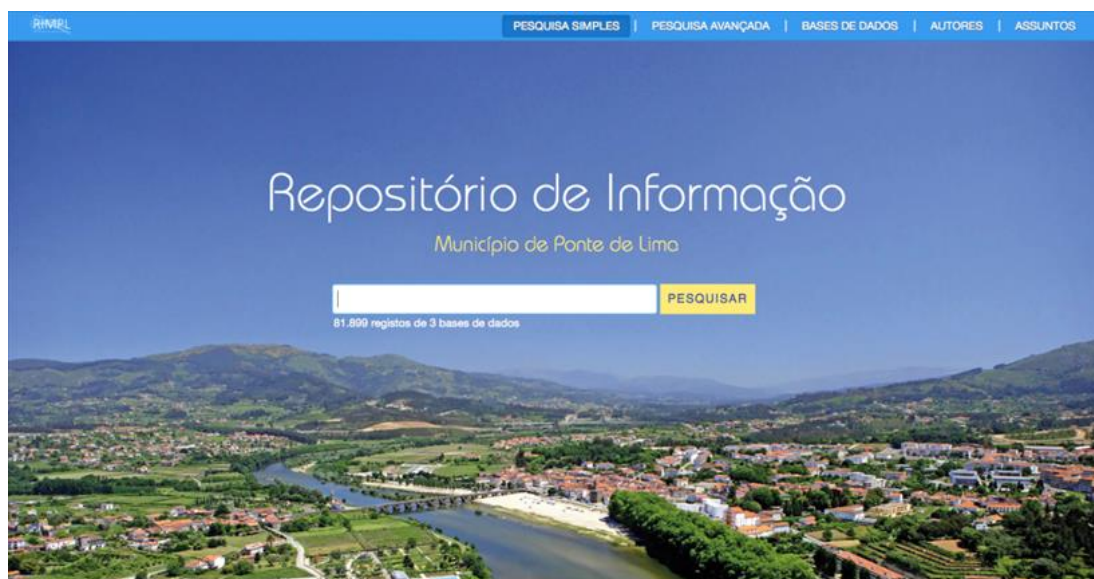 RIMPL
PESQUISA SIMPLES | PESQUISA AVANÇADA | BASES DE DADOS | AUTORES | ASSUNTOS
Repositório de Informação
Município de Ponte de Lima
PESQUISAR
81.899 registos de 3 bases de dados